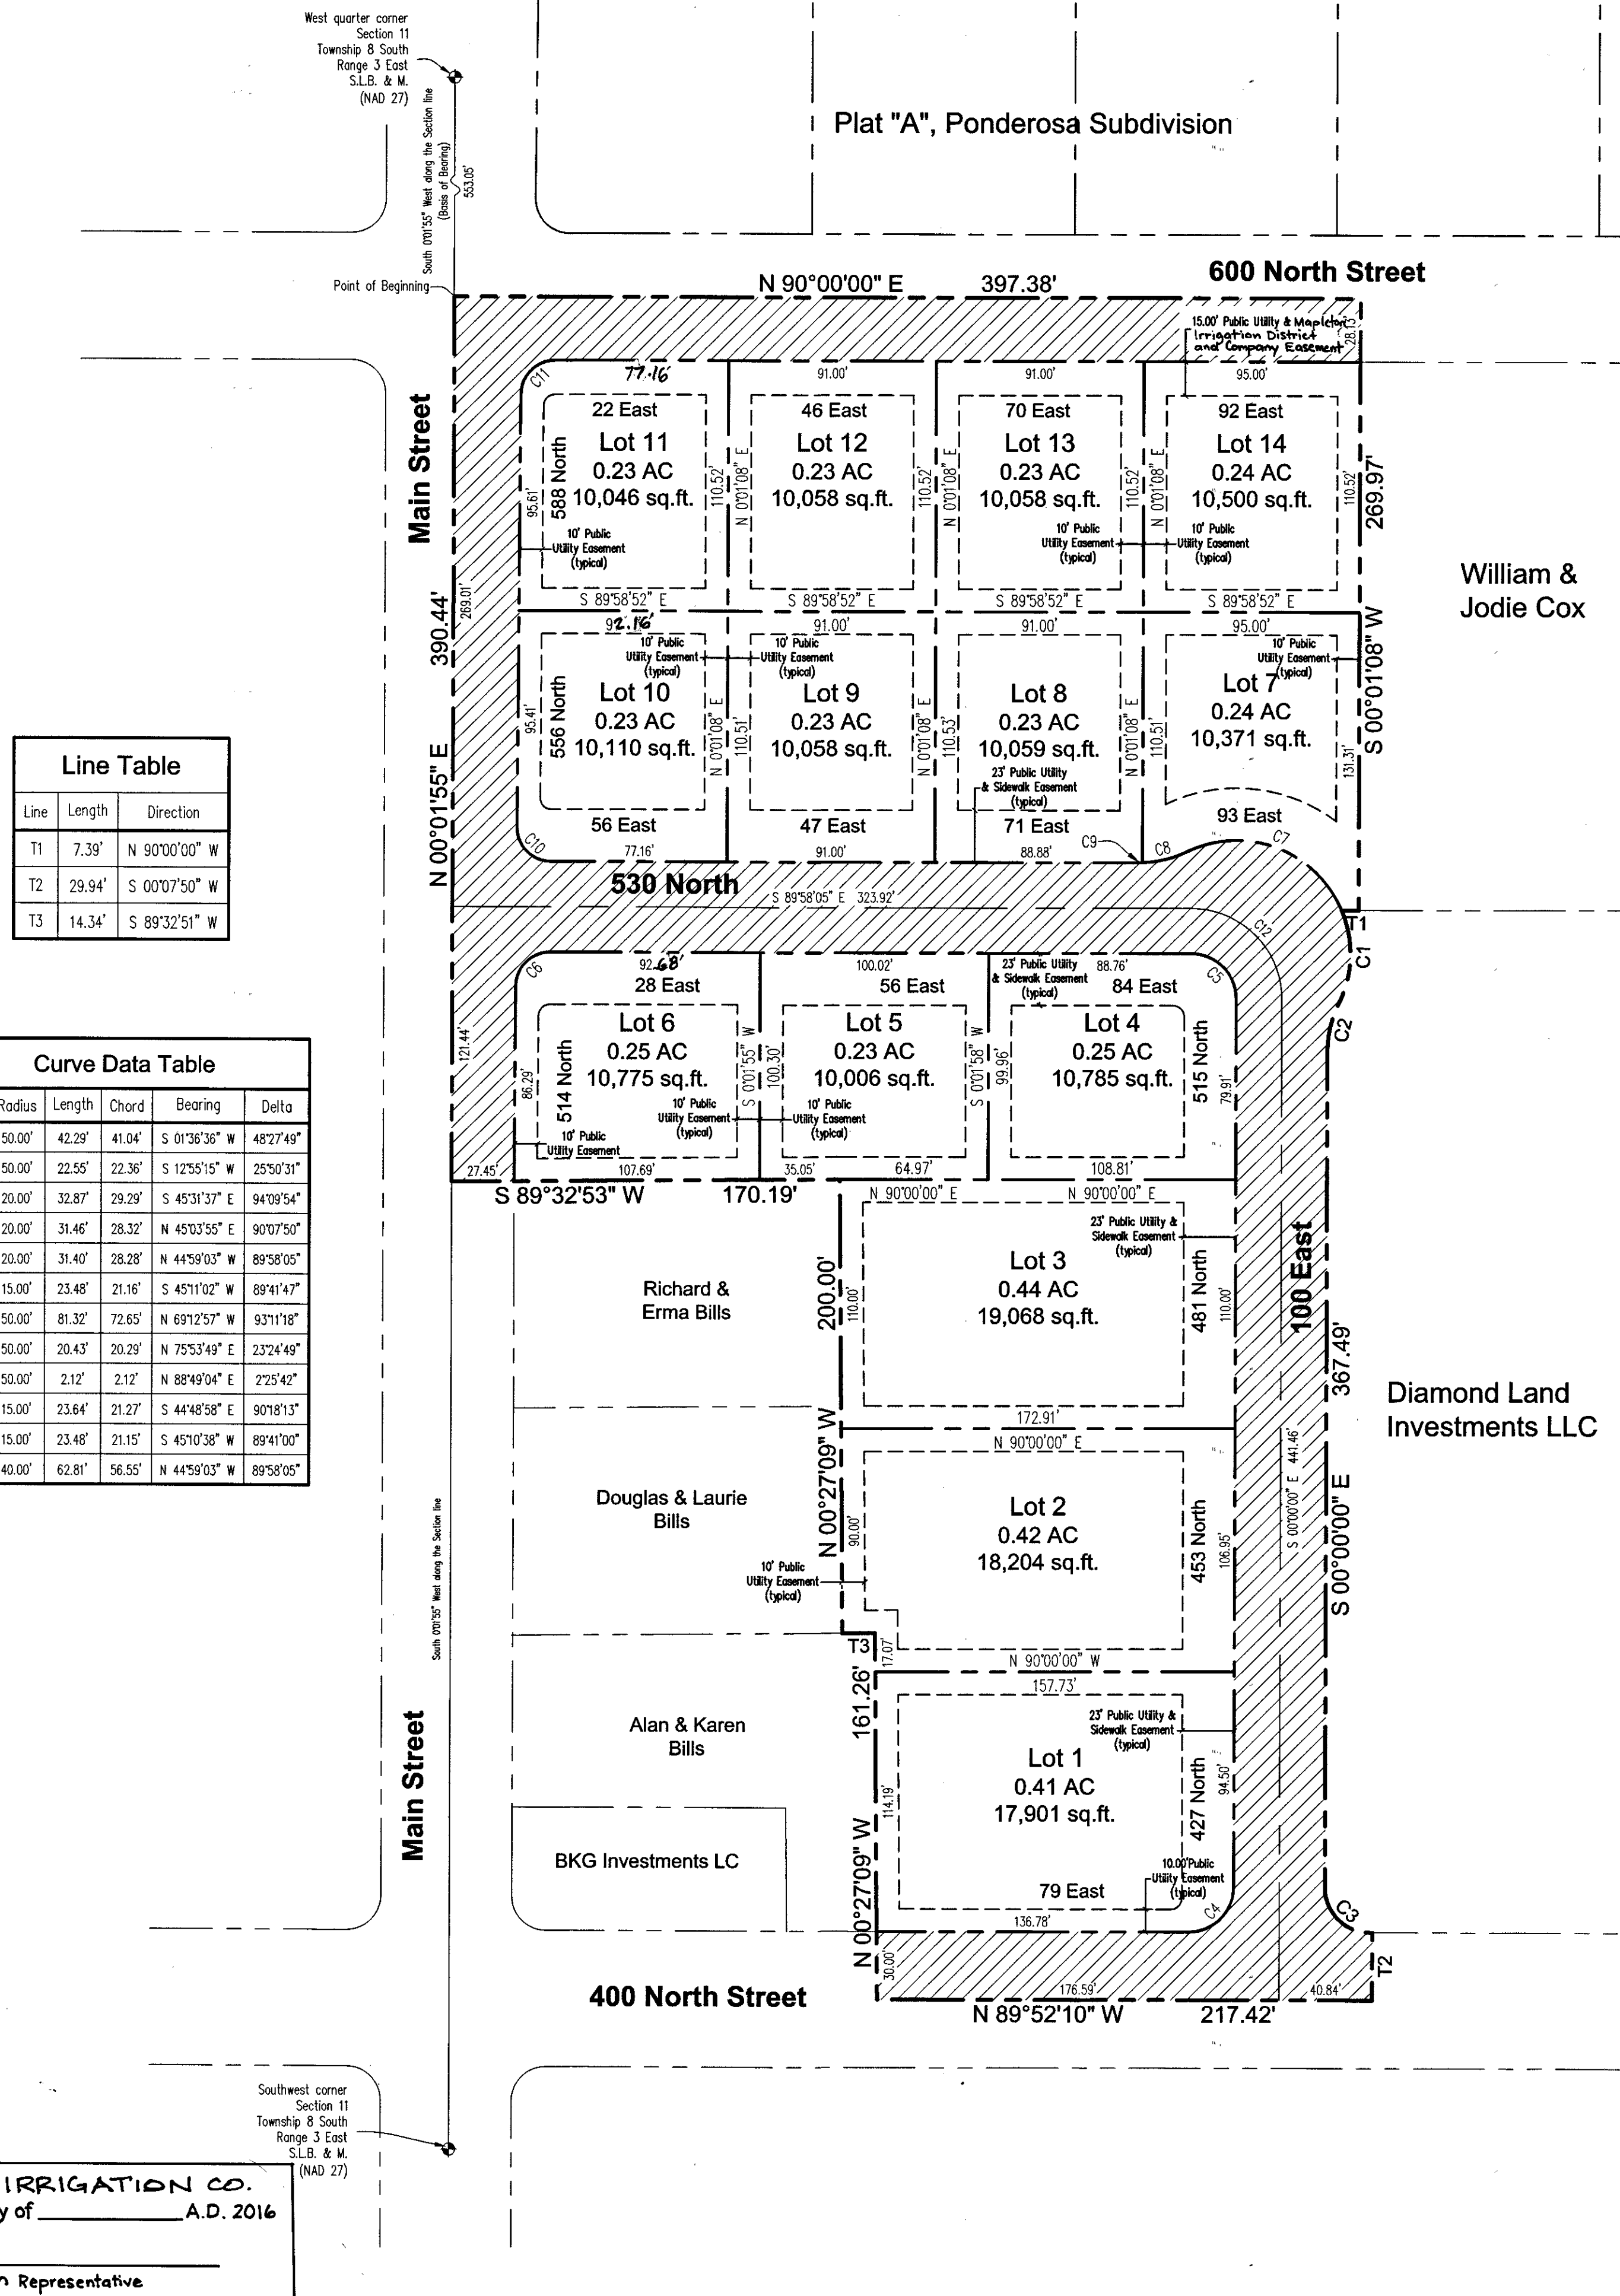 West quarter corner
Section 11
Township 8 South
Range 3 East
S.L.B. & M.
(NAD 27)
South 0°01'55" West along the Section line
(Basis of Bearing)
553.05'
Plat "A", Ponderosa Subdivision
Point of Beginning
N 90°00'00" E 397.38'
600 North Street
15.00' Public Utility & Mapleton
Irrigation District
and Company Easement
28.13'
Main Street
390.44'
N 00°01'55" E
269.01'
C11
77.16'
91.00'
91.00'
95.00'
22 East
Lot 11
0.23 AC
10,046 sq.ft.
588 North
95.61'
10' Public
Utility Easement
(typical)
110.52'
N 0°01'08" E
46 East
Lot 12
0.23 AC
10,058 sq.ft.
110.52'
N 0°01'08" E
70 East
Lot 13
0.23 AC
10,058 sq.ft.
10' Public
Utility Easement
(typical)
110.52'
N 0°01'08" E
92 East
Lot 14
0.24 AC
10,500 sq.ft.
10' Public
Utility Easement
(typical)
110.52'
269.97'
S 00°01'08" W
William &
Jodie Cox
S 89°58'52" E
S 89°58'52" E
S 89°58'52" E
S 89°58'52" E
92.16'
91.00'
91.00'
95.00'
10' Public
Utility Easement
(typical)
Lot 10
0.23 AC
10,110 sq.ft.
556 North
95.41'
N 0°01'08" E
110.51'
56 East
77.16'
C10
10' Public
Utility Easement
(typical)
Lot 9
0.23 AC
10,058 sq.ft.
N 0°01'08" E
110.53'
47 East
91.00'
Lot 8
0.23 AC
10,059 sq.ft.
23' Public Utility
& Sidewalk Easement
(typical)
N 0°01'08" E
110.51'
71 East
88.88'
C9
10' Public
Utility Easement
(typical)
Lot 7
0.24 AC
10,371 sq.ft.
131.31'
93 East
C8
C7
530 North
S 89°58'05" E 323.92'
C12
T1
C1
C2
Line Table
Line Length Direction
T1 7.39' N 90°00'00" W
T2 29.94' S 00°07'50" W
T3 14.34' S 89°32'51" W
C6
92.68'
28 East
Lot 6
0.25 AC
10,775 sq.ft.
514 North
86.29'
121.44'
10' Public
Utility Easement
(typical)
10' Public
Utility Easement
S 0°01'55" W
100.30'
100.02'
56 East
Lot 5
0.23 AC
10,006 sq.ft.
10' Public
Utility Easement
(typical)
S 0°01'58" W
99.96'
23' Public Utility
& Sidewalk Easement
(typical)
88.76'
C5
84 East
Lot 4
0.25 AC
10,785 sq.ft.
515 North
79.91'
27.45'
107.69'
35.05'
64.97'
108.81'
S 89°32'53" W 170.19'
N 90°00'00" E
N 90°00'00" E
Curve Data Table
Radius Length Chord Bearing Delta
50.00' 42.29' 41.04' S 01°36'36" W 48°27'49"
50.00' 22.55' 22.36' S 12°55'15" W 25°50'31"
20.00' 32.87' 29.29' S 45°31'37" E 94°09'54"
20.00' 31.46' 28.32' N 45°03'55" E 90°07'50"
20.00' 31.40' 28.28' N 44°59'03" W 89°58'05"
15.00' 23.48' 21.16' S 45°11'02" W 89°41'47"
50.00' 81.32' 72.65' N 69°12'57" W 93°11'18"
50.00' 20.43' 20.29' N 75°53'49" E 23°24'49"
50.00' 2.12' 2.12' N 88°49'04" E 2°25'42"
15.00' 23.64' 21.27' S 44°48'58" E 90°18'13"
15.00' 23.48' 21.15' S 45°10'38" W 89°41'00"
40.00' 62.81' 56.55' N 44°59'03" W 89°58'05"
Richard &
Erma Bills
200.00'
110.00'
23' Public Utility &
Sidewalk Easement
(typical)
Lot 3
0.44 AC
19,068 sq.ft.
481 North
110.00'
100 East
367.49'
S 00°00'00" E
S 00°00'00" E 441.46'
Diamond Land
Investments LLC
172.91'
N 90°00'00" E
N 00°27'09" W
90.00'
Douglas & Laurie
Bills
Lot 2
0.42 AC
18,204 sq.ft.
453 North
106.95'
10' Public
Utility Easement
(typical)
South 0°01'55" West along the Section line
T3
17.07'
N 90°00'00" W
157.73'
161.26'
N 00°27'09" W
Alan & Karen
Bills
23' Public Utility &
Sidewalk Easement
(typical)
Lot 1
0.41 AC
17,901 sq.ft.
427 North
94.50'
114.19'
Main Street
BKG Investments LC
10.00' Public
Utility Easement
(typical)
79 East
136.78'
C4
C3
T2
30.00'
176.59'
40.84'
400 North Street
N 89°52'10" W 217.42'
Southwest corner
Section 11
Township 8 South
Range 3 East
S.L.B. & M.
(NAD 27)
IRRIGATION CO.
y of A.D. 2016
Representative